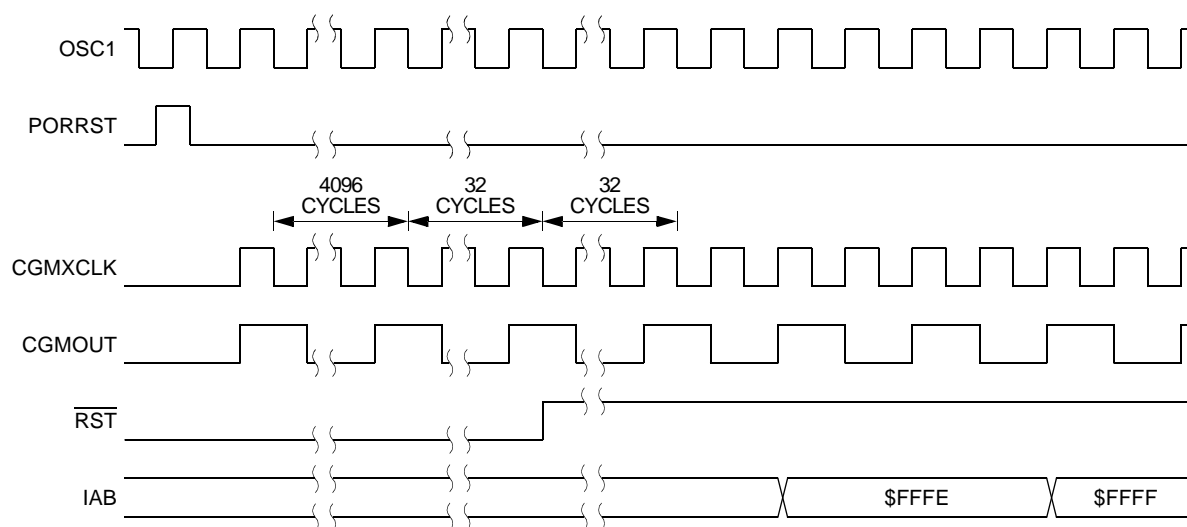 OSC1
PORRST
4096
CYCLES
32
CYCLES
32
CYCLES
CGMXCLK
CGMOUT
RST
IAB
$FFFE
$FFFF